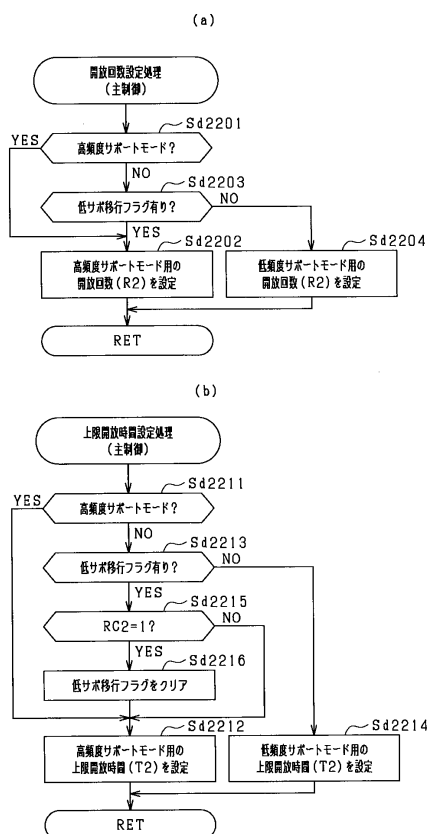 (a)
開放回数設定処理
(主制御)
Sd2201
YES
高頻度サポートモード?
NO
Sd2203
低サポ移行フラグ有り?
NO
YES
Sd2202
Sd2204
高頻度サポートモード用の
開放回数(R2)を設定
低頻度サポートモード用の
開放回数(R2)を設定
RET
(b)
上限開放時間設定処理
(主制御)
Sd2211
YES
高頻度サポートモード?
NO
Sd2213
低サポ移行フラグ有り?
NO
YES
Sd2215
RC2=1?
NO
YES
Sd2216
低サポ移行フラグをクリア
Sd2212
Sd2214
高頻度サポートモード用の
上限開放時間(T2)を設定
低頻度サポートモード用の
上限開放時間(T2)を設定
RET